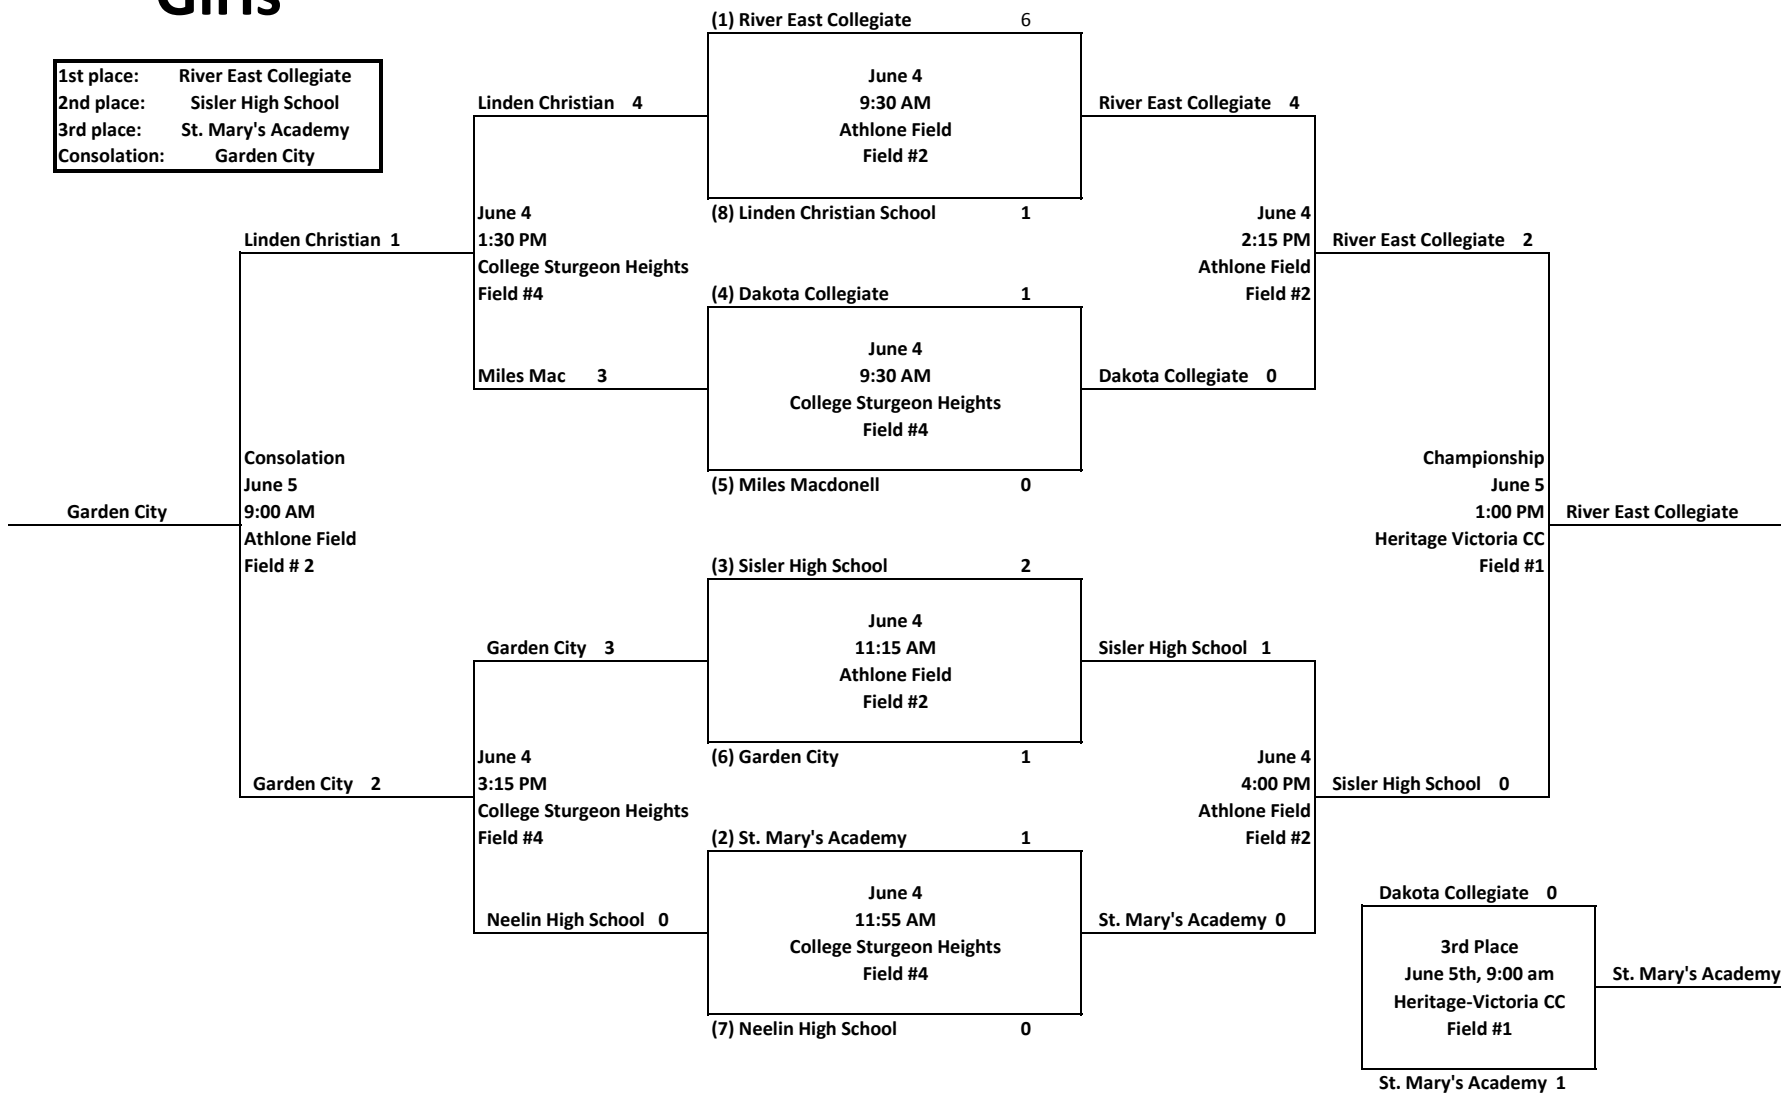 Girls
1st place: River East Collegiate
2nd place: Sisler High School
3rd place: St. Mary's Academy
Consolation: Garden City
(1) River East Collegiate 6
June 4
9:30 AM
Athlone Field
Field #2
(8) Linden Christian School 1
(4) Dakota Collegiate 1
June 4
9:30 AM
College Sturgeon Heights
Field #4
(5) Miles Macdonell 0
(3) Sisler High School 2
June 4
11:15 AM
Athlone Field
Field #2
(6) Garden City 1
(2) St. Mary's Academy 1
June 4
11:55 AM
College Sturgeon Heights
Field #4
(7) Neelin High School 0
Linden Christian 4
June 4
1:30 PM
College Sturgeon Heights
Field #4
Miles Mac 3
Garden City 3
June 4
3:15 PM
College Sturgeon Heights
Field #4
Neelin High School 0
Linden Christian 1
Consolation
June 5
9:00 AM
Athlone Field
Field # 2
Garden City 2
Garden City
River East Collegiate 4
June 4
2:15 PM
Athlone Field
Field #2
Dakota Collegiate 0
Sisler High School 1
June 4
4:00 PM
Athlone Field
Field #2
St. Mary's Academy 0
River East Collegiate 2
Championship
June 5
1:00 PM
Heritage Victoria CC
Field #1
Sisler High School 0
River East Collegiate
Dakota Collegiate 0
3rd Place
June 5th, 9:00 am
Heritage-Victoria CC
Field #1
St. Mary's Academy 1
St. Mary's Academy